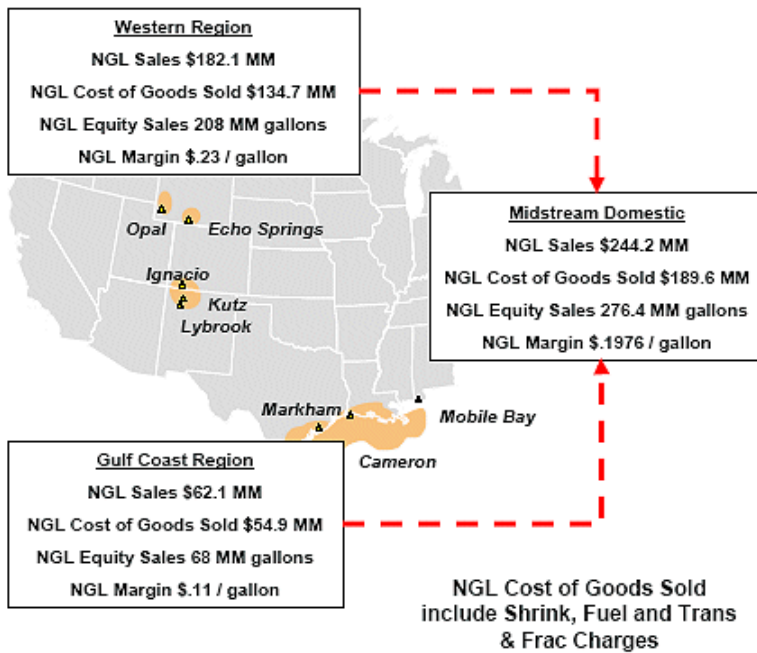 Western Region
NGL Sales $182.1 MM
NGL Cost of Goods Sold $134.7 MM
NGL Equity Sales 208 MM gallons
NGL Margin $.23 / gallon
Opal
Echo Springs
Ignacio
Kutz
Lybrook
Midstream Domestic
NGL Sales $244.2 MM
NGL Cost of Goods Sold $189.6 MM
NGL Equity Sales 276.4 MM gallons
NGL Margin $.1976 / gallon
Markham
Mobile Bay
Cameron
Gulf Coast Region
NGL Sales $62.1 MM
NGL Cost of Goods Sold $54.9 MM
NGL Equity Sales 68 MM gallons
NGL Margin $.11 / gallon
NGL Cost of Goods Sold
include Shrink, Fuel and Trans
& Frac Charges